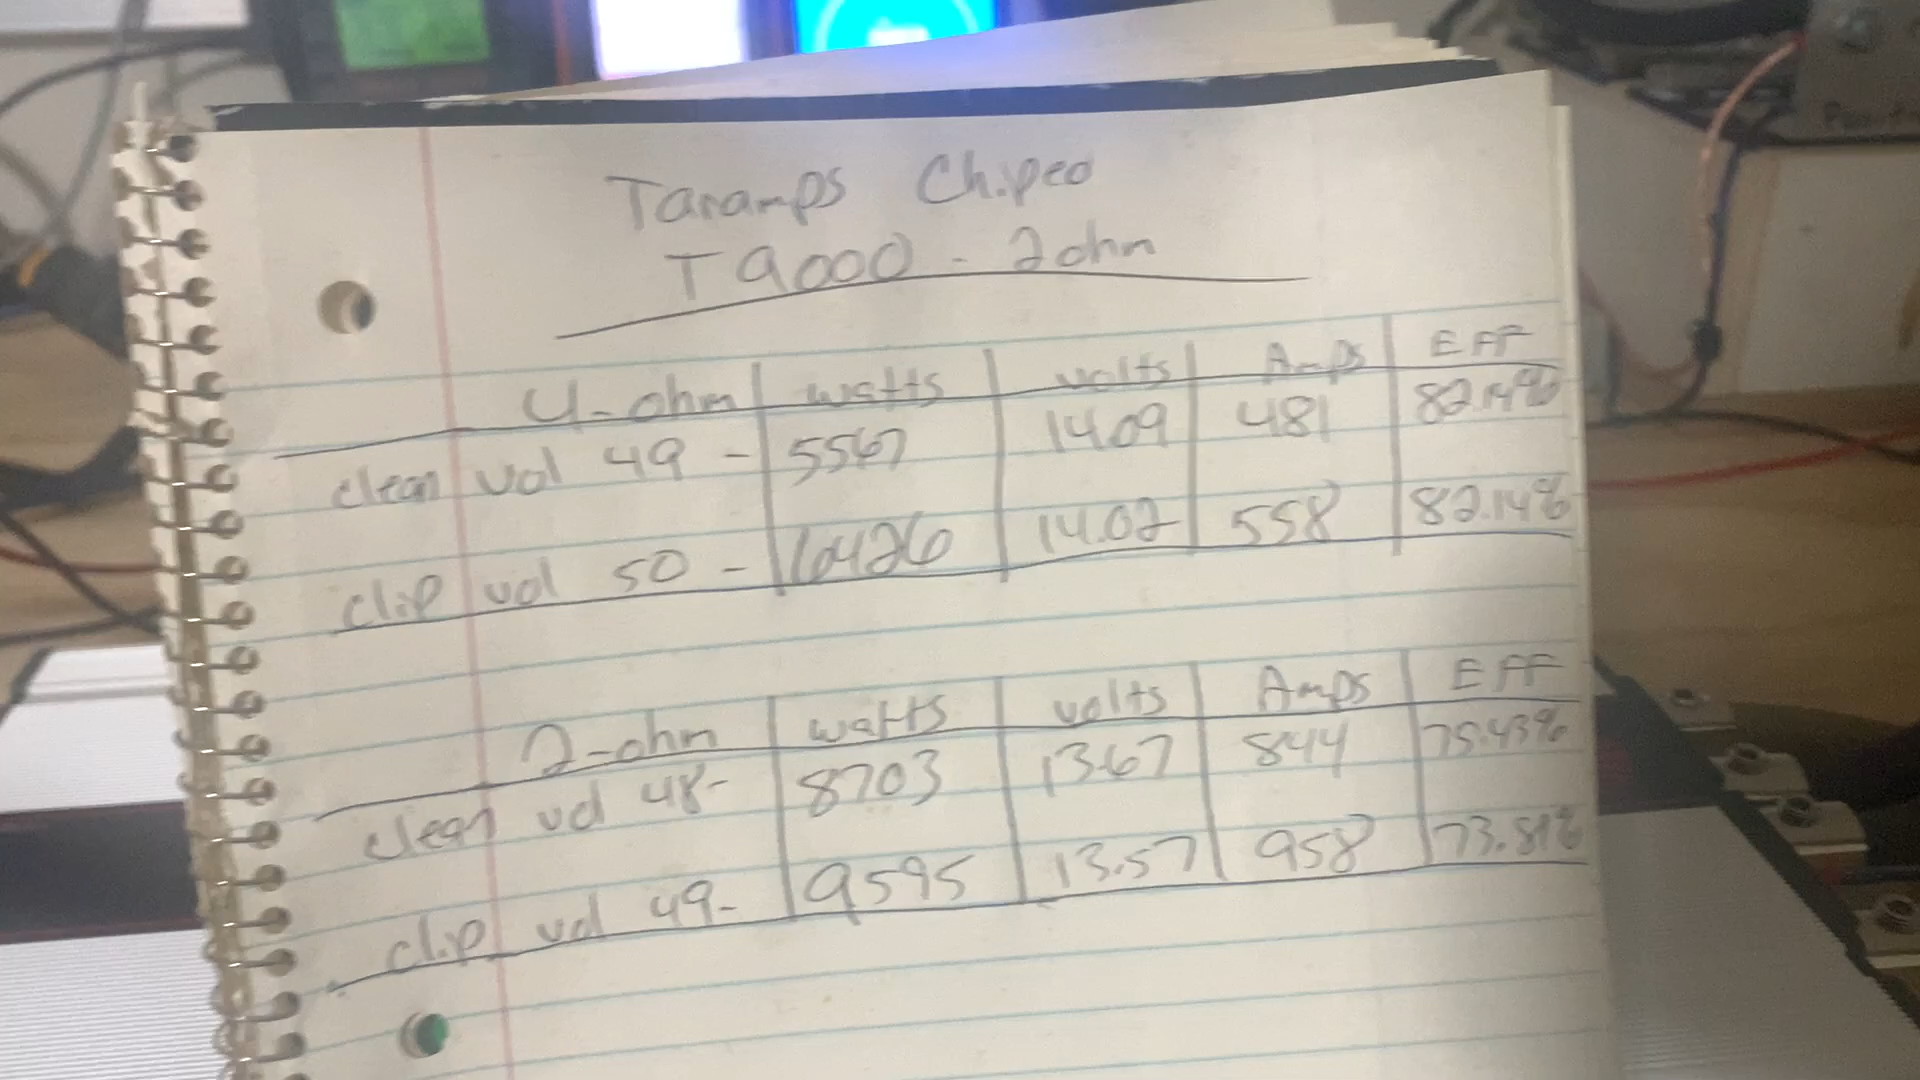 Taramps Chipeo
T9000 - 2ohm
4-ohm watts volts Amps EFF
clean vol 49 - 5567 14.09 481 82.14%
clip vol 50 - 6426 14.02 558 82.14%
2-ohm watts volts Amps EFF
clean vol 48- 8703 13.67 844 75.43%
clip vol 49- 9595 13.57 958 73.81%